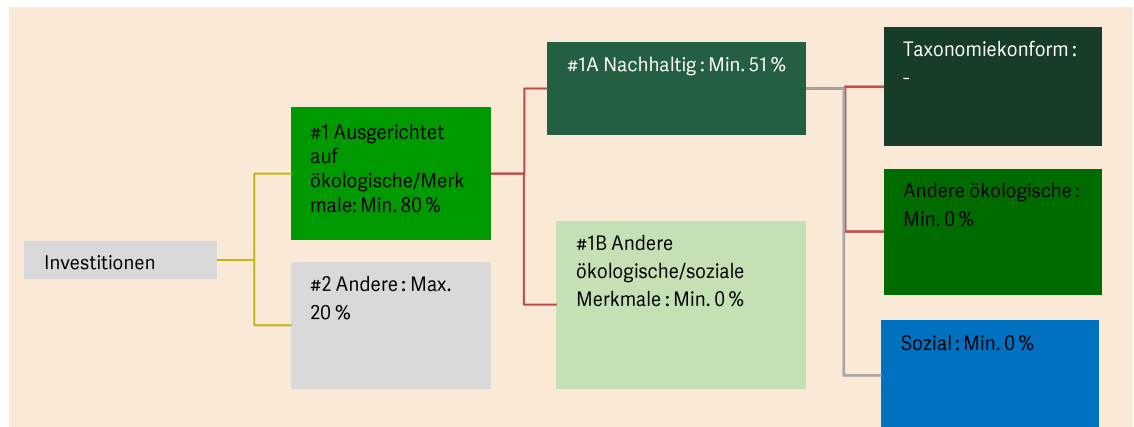 Investitionen
#1 Ausgerichtet
auf
ökologische/Merk
male: Min. 80 %
#2 Andere : Max.
20 %
#1A Nachhaltig : Min. 51 %
#1B Andere
ökologische/soziale
Merkmale : Min. 0 %
Taxonomiekonform :
-
Andere ökologische :
Min. 0 %
Sozial : Min. 0 %